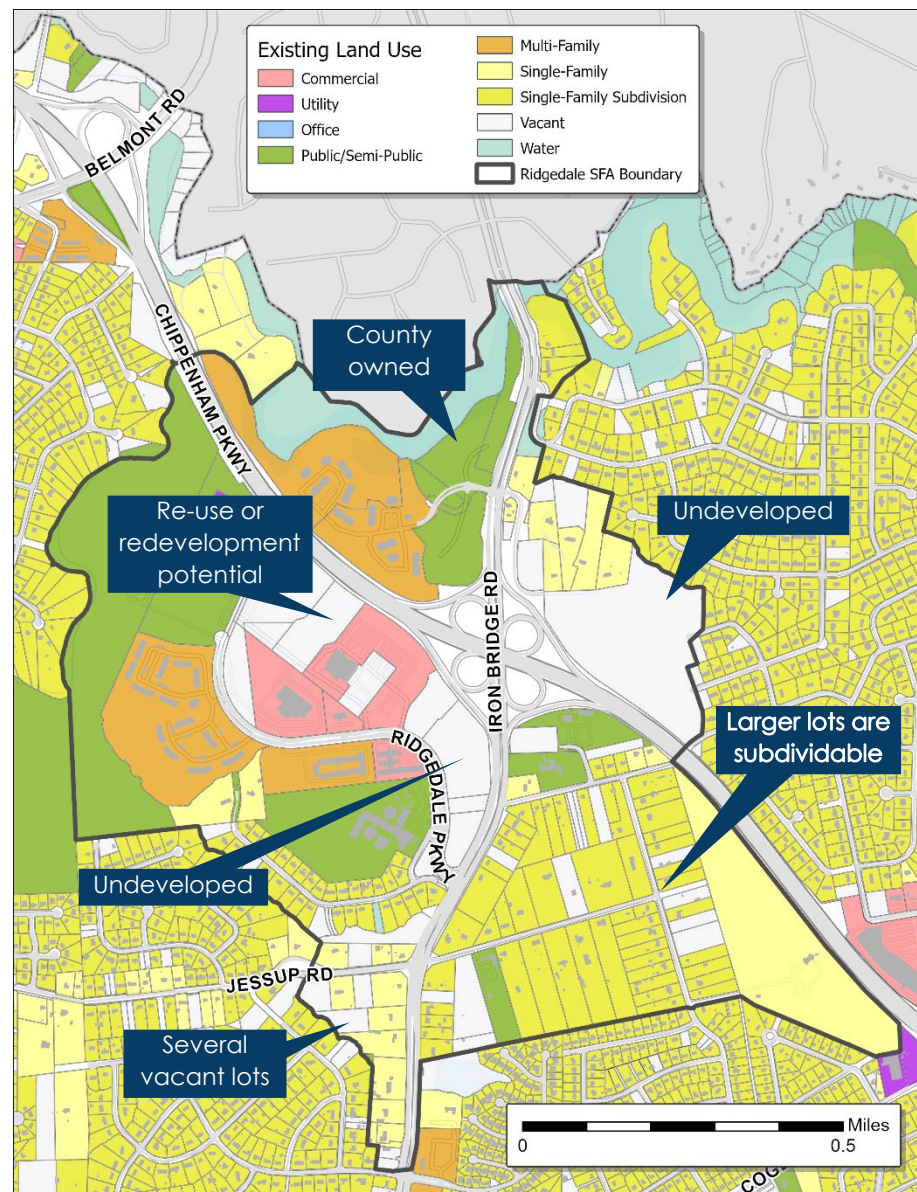 Existing Land Use
Commercial
Utility
Office
Public/Semi-Public
Multi-Family
Single-Family
Single-Family Subdivision
Vacant
Water
Ridgedale SFA Boundary
BELMONT RD
CHIPPENHAM PKWY
County
owned
Re-use or
redevelopment
potential
Undeveloped
IRON BRIDGE RD
Larger lots are
subdividable
RIDGEDALE PKWY
Undeveloped
JESSUP RD
Several
vacant lots
Miles
0
0.5